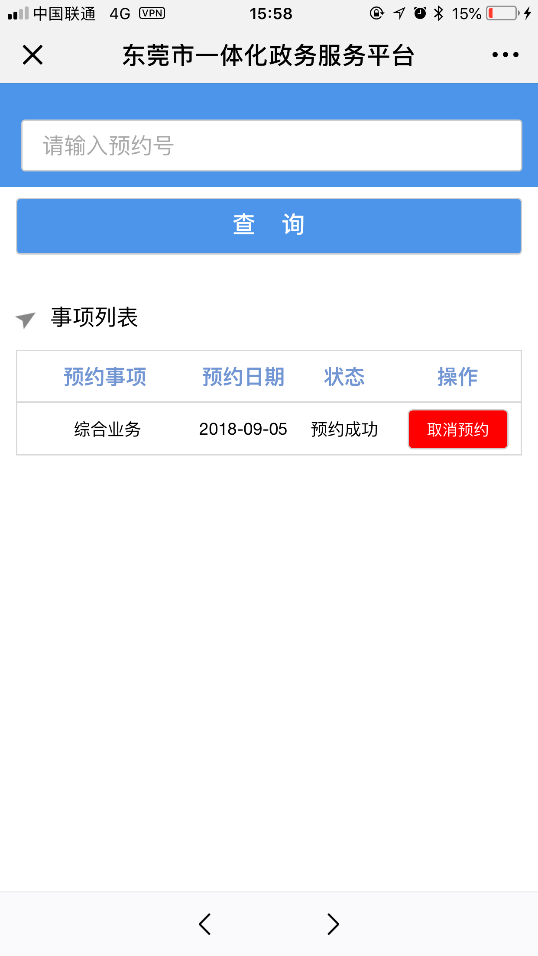 中国联通 4G VPN 15:58 15%
东莞市一体化政务服务平台
请输入预约号
查 询
事项列表
预约事项 预约日期 状态 操作
综合业务 2018-09-05 预约成功 取消预约